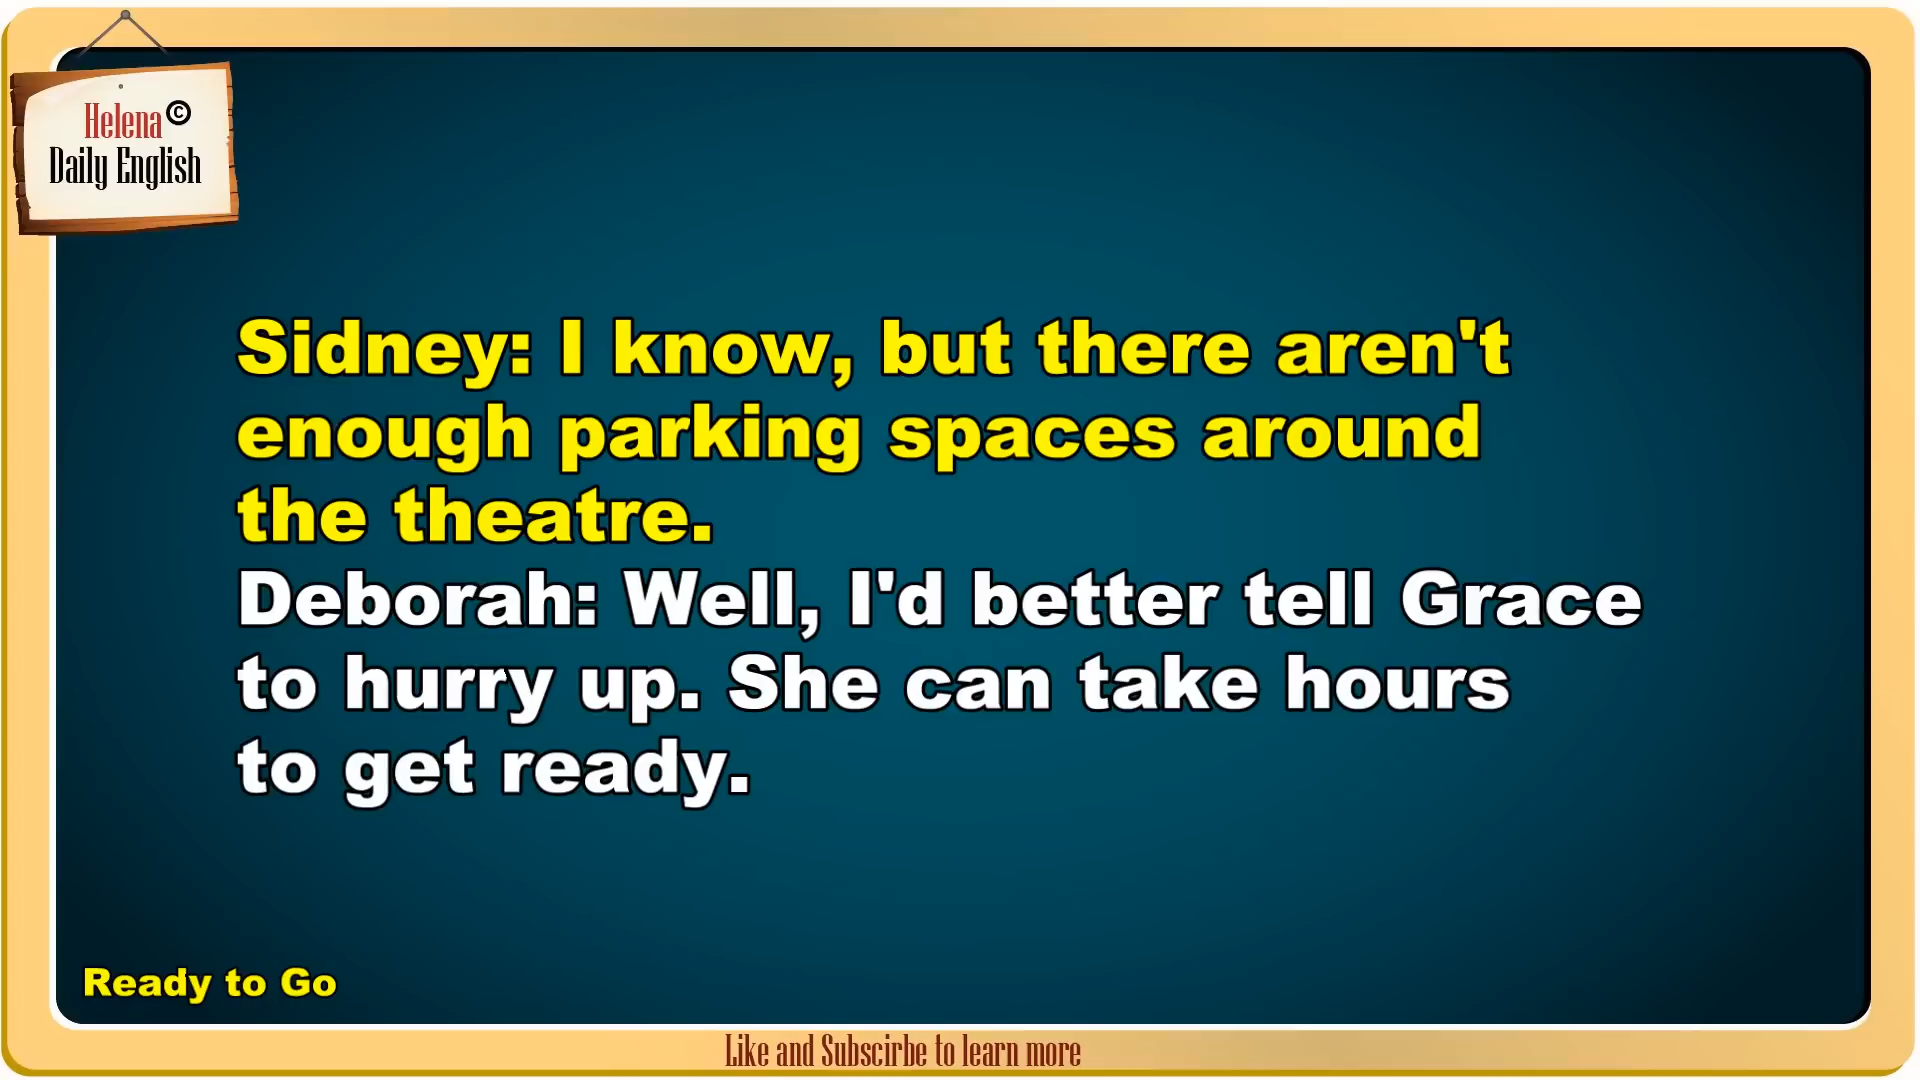 Helena©
Daily English
Sidney: I know, but there aren't
enough parking spaces around
the theatre.
Deborah: Well, I'd better tell Grace
to hurry up. She can take hours
to get ready.
Ready to Go
Like and Subscirbe to learn more